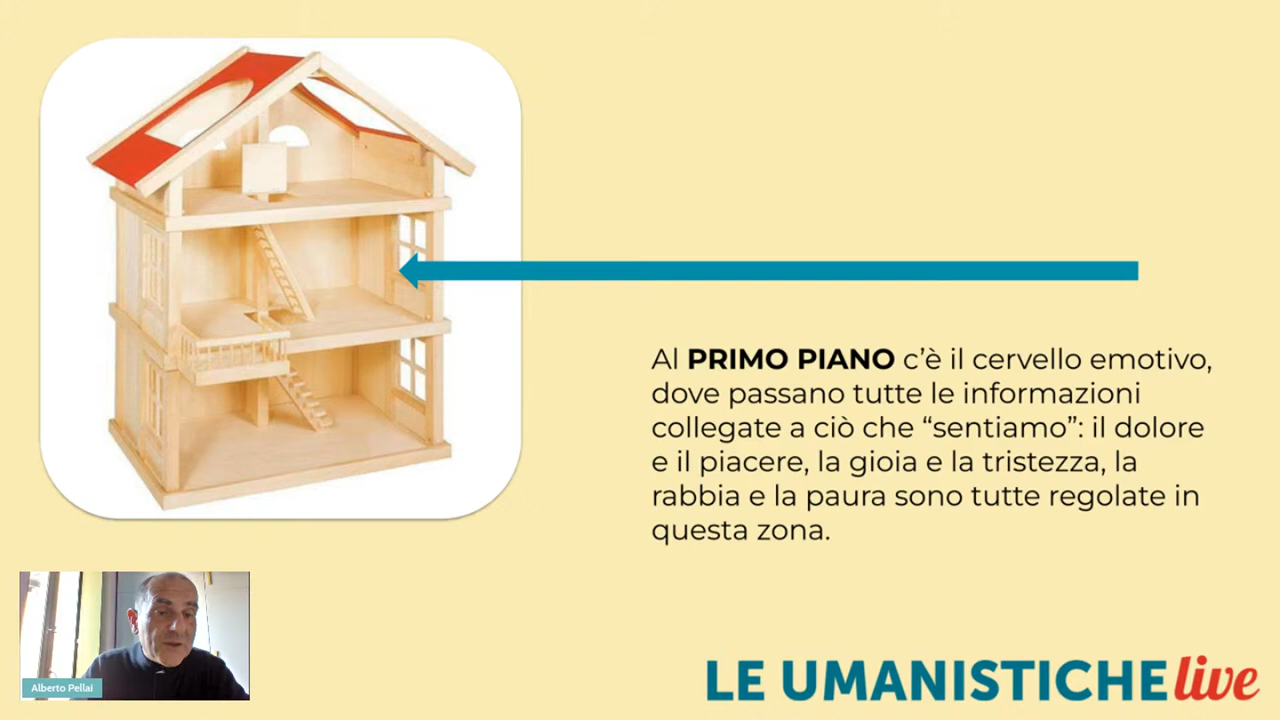 Al PRIMO PIANO c’è il cervello emotivo,
dove passano tutte le informazioni
collegate a ciò che “sentiamo”: il dolore
e il piacere, la gioia e la tristezza, la
rabbia e la paura sono tutte regolate in
questa zona.
Alberto Pellai
LE UMANISTICHE live